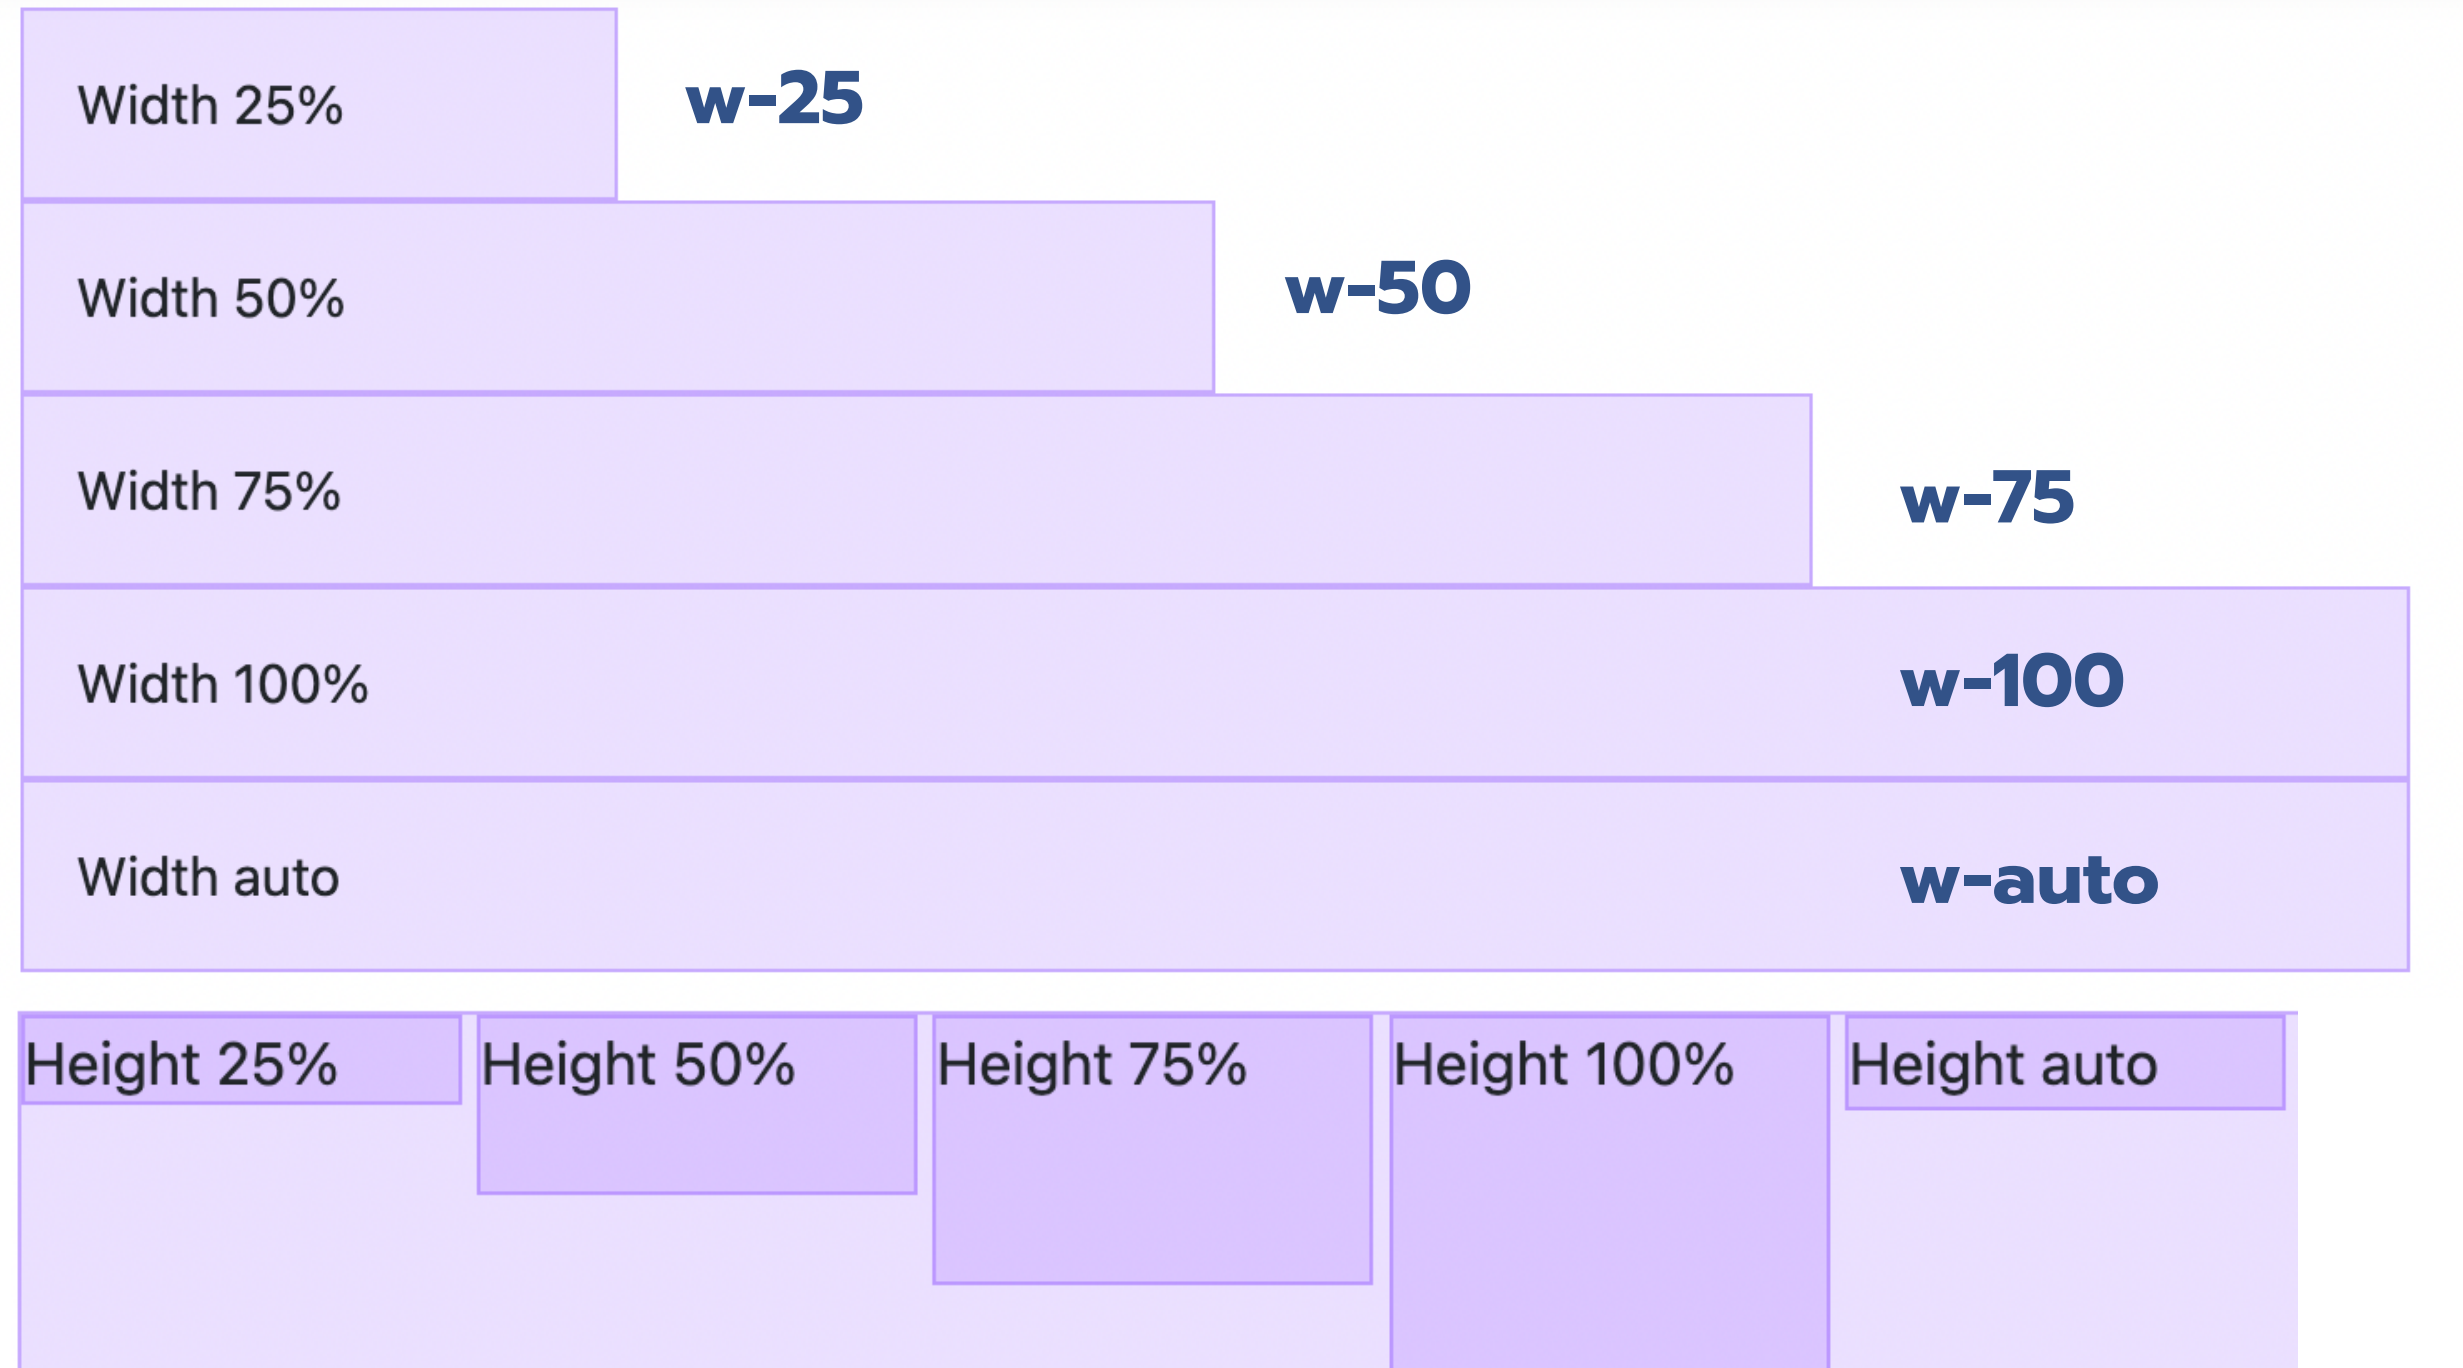 Width 25% w-25
Width 50% w-50
Width 75% w-75
Width 100% w-100
Width auto w-auto
Height 25% Height 50% Height 75% Height 100% Height auto